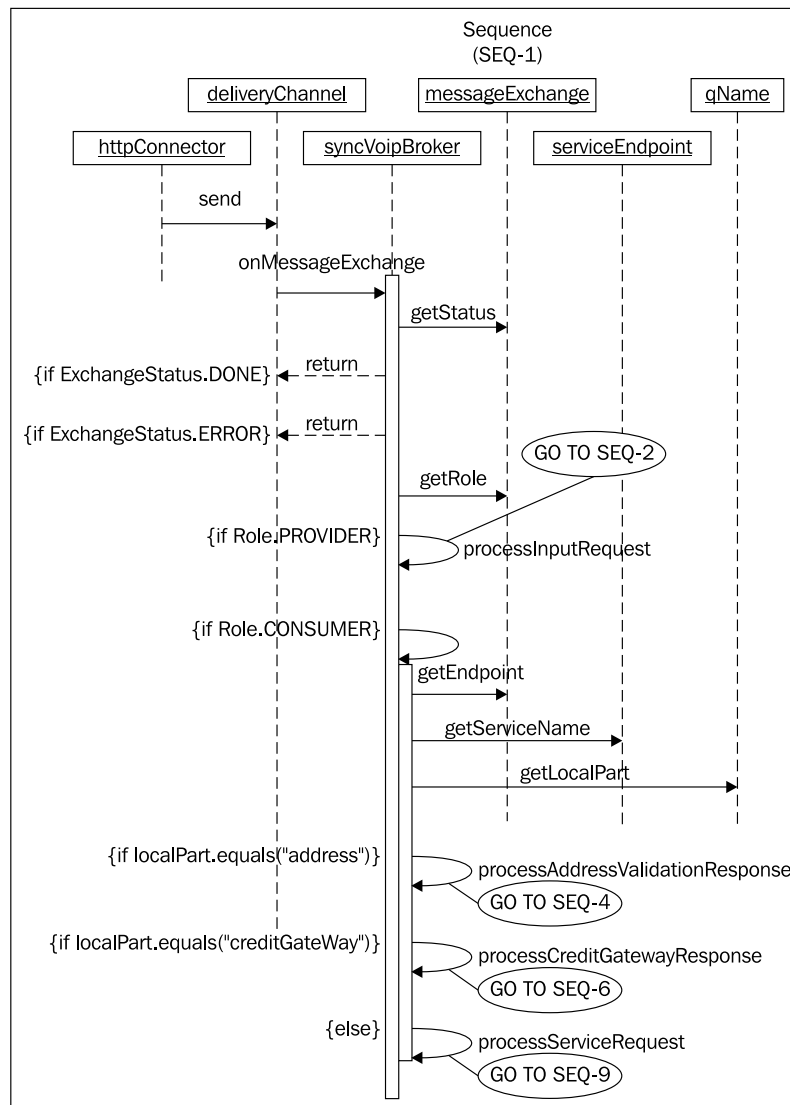 Sequence
(SEQ-1)
deliveryChannel
messageExchange
qName
httpConnector
syncVoipBroker
serviceEndpoint
send
onMessageExchange
getStatus
{if ExchangeStatus.DONE}
return
{if ExchangeStatus.ERROR}
return
GO TO SEQ-2
getRole
{if Role.PROVIDER}
processInputRequest
{if Role.CONSUMER}
getEndpoint
getServiceName
getLocalPart
{if localPart.equals("address")}
processAddressValidationResponse
GO TO SEQ-4
{if localPart.equals("creditGateWay")}
processCreditGatewayResponse
GO TO SEQ-6
{else}
processServiceRequest
GO TO SEQ-9